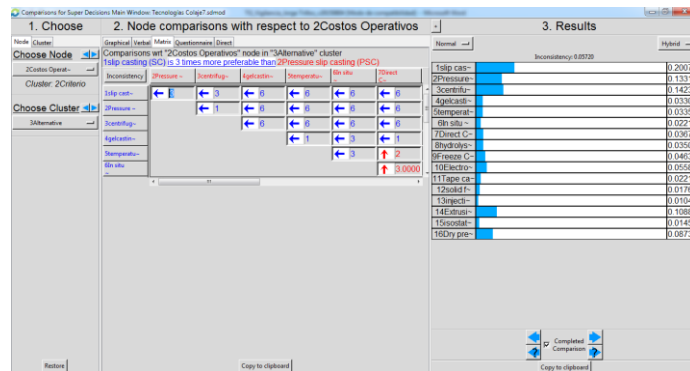 Comparisons for Super Decisions Main Window: Tecnologias ColajeT.sdmod
1. Choose
2. Node comparisons with respect to 2Costos Operativos
3. Results
Node Cluster
Graphical Verbal Matrix Questionnaire Direct
Normal
Hybrid
Choose Node
2Costos Operat~
Cluster: 2Criterio
Choose Cluster
3Alternative
Comparisons wrt "2Costos Operativos" node in "3Alternative" cluster
1slip casting (SC) is 3 times more preferable than 2Pressure slip casting (PSC)
Inconsistency 2Pressure ~ 3centrifug~ 4gelcastin~ 5temperatu~ 6In situ ~ 7Direct C~
1slip cast~ 3 3 6 6 6 6
2Pressure ~ 1 6 6 6 6
3centrifug~ 6 6 6 6
4gelcastin~ 1 3 1
5temperatu~ 3 2
6In situ ~ 3.0000
Inconsistency: 0.05720
1slip cas~ 0.2007
2Pressure~ 0.1331
3centrifu~ 0.1423
4gelcasti~ 0.0330
5temperat~ 0.0335
6In situ ~ 0.0221
7Direct C~ 0.0367
8hydrolys~ 0.0350
9Freeze C~ 0.0463
10Electro~ 0.0558
11Tape ca~ 0.0221
12solid f~ 0.0176
13injecti~ 0.0104
14Extrusi~ 0.1088
15isostat~ 0.0145
16Dry pre~ 0.0873
Completed
Comparison
Restore
Copy to clipboard
Copy to clipboard